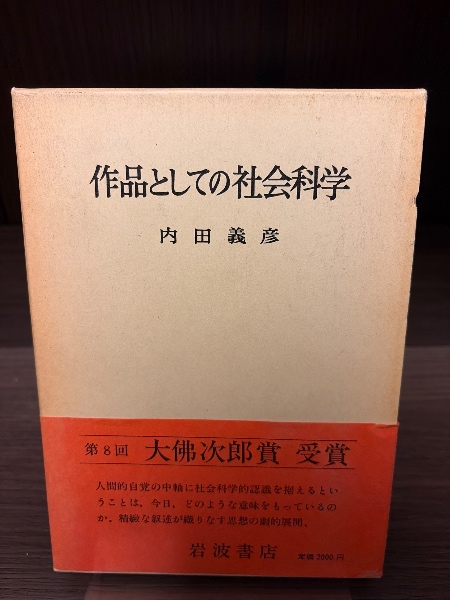 作品としての社会科学
内田義彦
第8回 大佛次郎賞 受賞
人間的自覚の中軸に社会科学的認識を抱えるとい
うことは、今日、どのような意味をもっているの
か。精緻な叙述が織りなす思想の劇的展開。
岩波書店
定価2000円